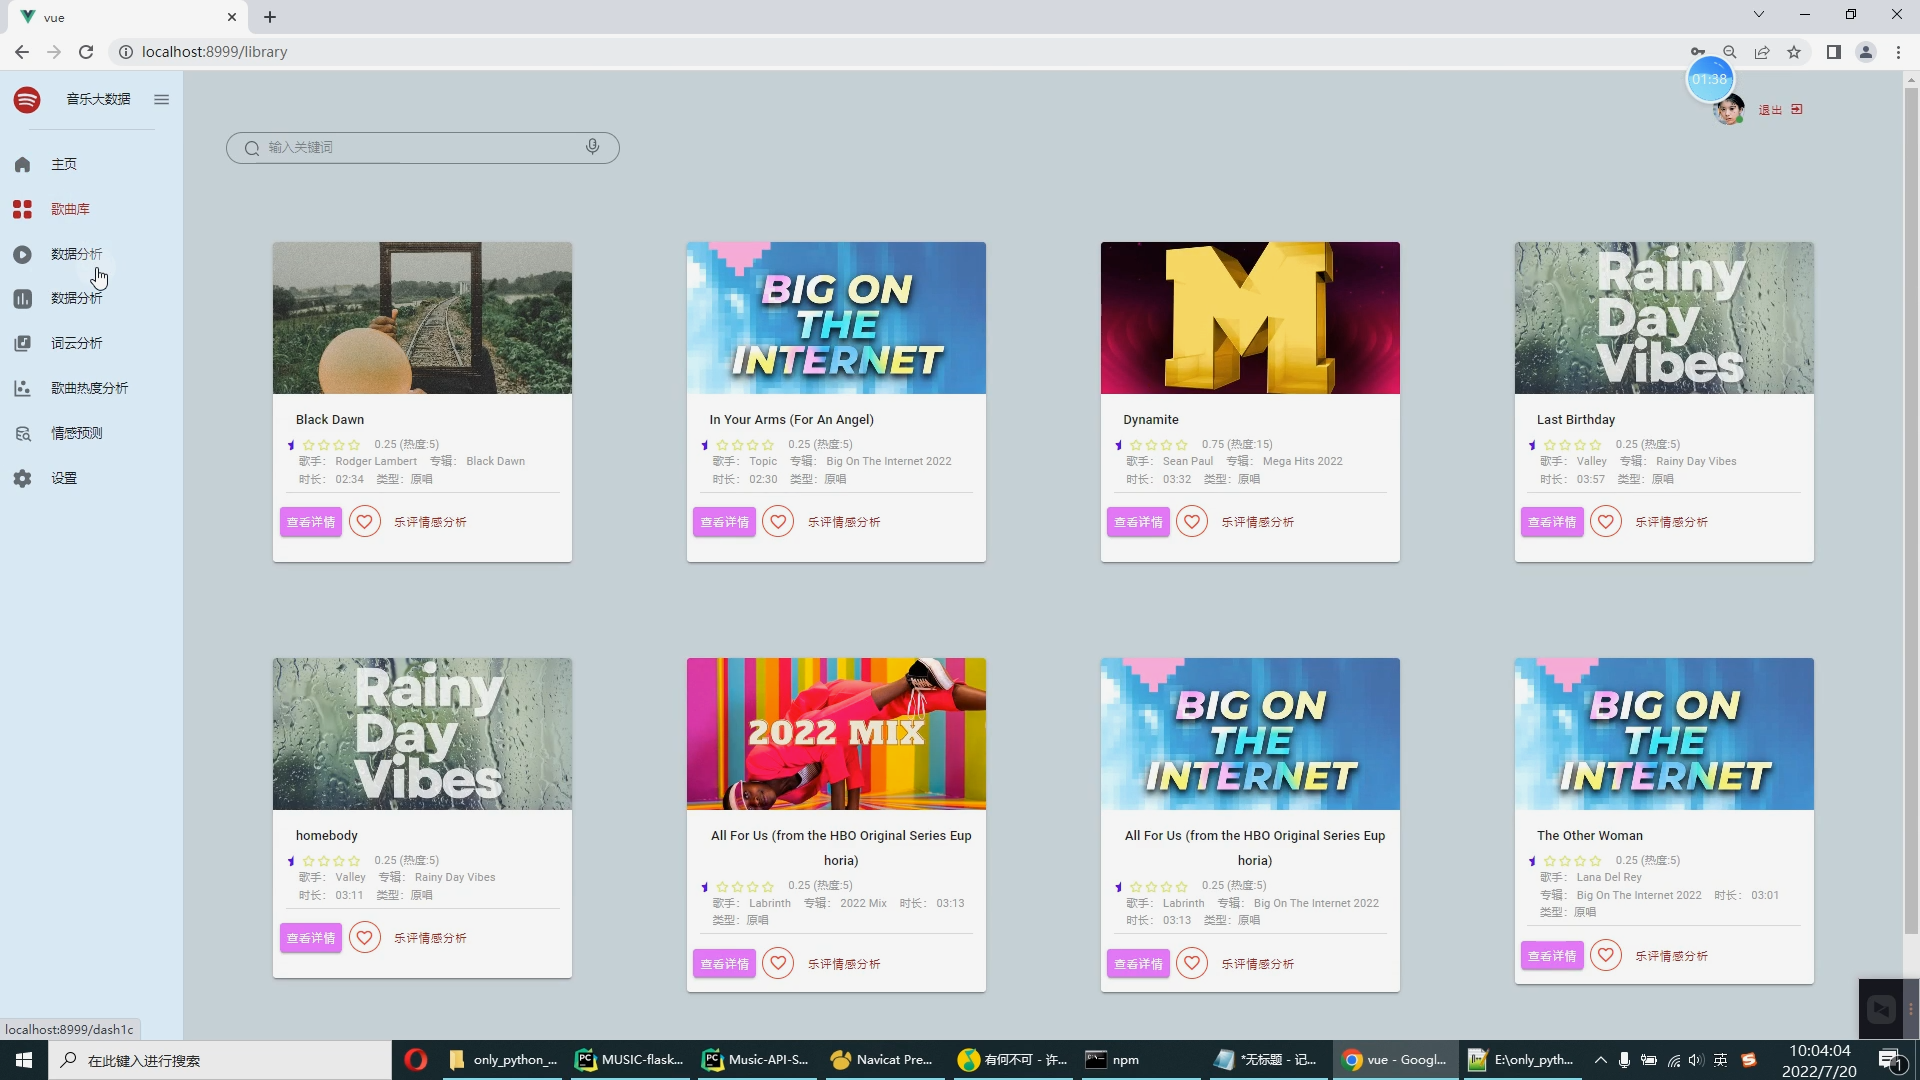 vue
localhost:8999/library
01:38
音乐大数据
退出
输入关键词
主页
歌曲库
数据分析
数据分析
词云分析
歌曲热度分析
情感预测
设置
BIG ON THE INTERNET
M
Rainy Day Vibes
Black Dawn
0.25 (热度:5)
歌手: Rodger Lambert 专辑: Black Dawn
时长: 02:34 类型: 原唱
查看详情 乐评情感分析
In Your Arms (For An Angel)
0.25 (热度:5)
歌手: Topic 专辑: Big On The Internet 2022
时长: 02:30 类型: 原唱
查看详情 乐评情感分析
Dynamite
0.75 (热度:15)
歌手: Sean Paul 专辑: Mega Hits 2022
时长: 03:32 类型: 原唱
查看详情 乐评情感分析
Last Birthday
0.25 (热度:5)
歌手: Valley 专辑: Rainy Day Vibes
时长: 03:57 类型: 原唱
查看详情 乐评情感分析
Rainy Day Vibes
2022 MIX
BIG ON THE INTERNET
BIG ON THE INTERNET
homebody
0.25 (热度:5)
歌手: Valley 专辑: Rainy Day Vibes
时长: 03:11 类型: 原唱
查看详情 乐评情感分析
All For Us (from the HBO Original Series Eup
horia)
0.25 (热度:5)
歌手: Labrinth 专辑: 2022 Mix 时长: 03:13
类型: 原唱
查看详情 乐评情感分析
All For Us (from the HBO Original Series Eup
horia)
0.25 (热度:5)
歌手: Labrinth 专辑: Big On The Internet 2022
时长: 03:13 类型: 原唱
查看详情 乐评情感分析
The Other Woman
0.25 (热度:5)
歌手: Lana Del Rey
专辑: Big On The Internet 2022 时长: 03:01
类型: 原唱
查看详情 乐评情感分析
localhost:8999/dash1c
在此键入进行搜索
only_python_...
PC MUSIC-flask...
PC Music-API-S...
Navicat Pre...
有何不可 - 许...
npm
*无标题 - 记...
vue - Googl...
E:\only_pyth...
英
10:04:04
2022/7/20
1